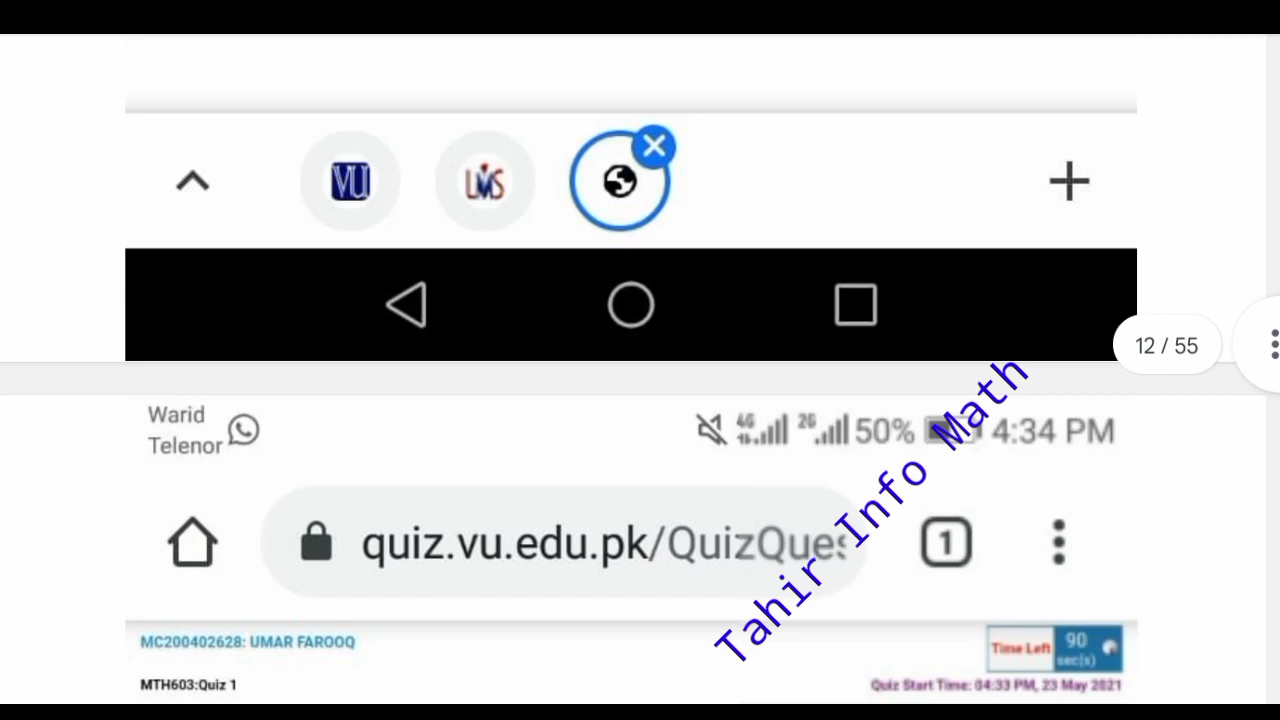 VU
LMS
12 / 55
Warid
Telenor
4G 2G 50% 4:34 PM
quiz.vu.edu.pk/QuizQues
1
Tahir Info Math
MC200402628: UMAR FAROOQ
Time Left 90 sec(s)
MTH603:Quiz 1
Quiz Start Time: 04:33 PM, 23 May 2021